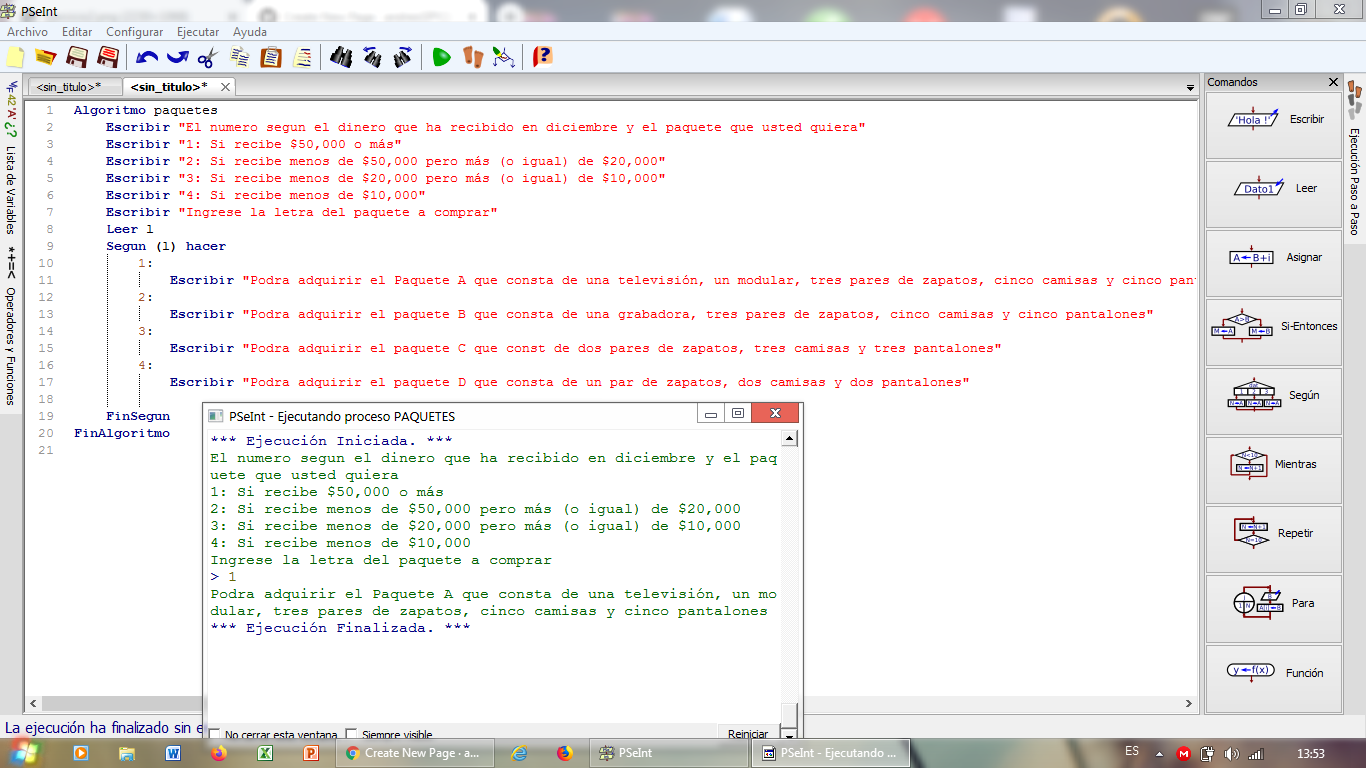 PSeInt
Archivo Editar Configurar Ejecutar Ayuda
<sin_titulo>* <sin_titulo>*
Lista de Variables
Operadores y Funciones
1 Algoritmo paquetes
2 Escribir "El numero segun el dinero que ha recibido en diciembre y el paquete que usted quiera"
3 Escribir "1: Si recibe $50,000 o más"
4 Escribir "2: Si recibe menos de $50,000 pero más (o igual) de $20,000"
5 Escribir "3: Si recibe menos de $20,000 pero más (o igual) de $10,000"
6 Escribir "4: Si recibe menos de $10,000"
7 Escribir "Ingrese la letra del paquete a comprar"
8 Leer l
9 Segun (l) hacer
10 1:
11 Escribir "Podra adquirir el Paquete A que consta de una televisión, un modular, tres pares de zapatos, cinco camisas y cinco pan
12 2:
13 Escribir "Podra adquirir el paquete B que consta de una grabadora, tres pares de zapatos, cinco camisas y cinco pantalones"
14 3:
15 Escribir "Podra adquirir el paquete C que const de dos pares de zapatos, tres camisas y tres pantalones"
16 4:
17 Escribir "Podra adquirir el paquete D que consta de un par de zapatos, dos camisas y dos pantalones"
18
19 FinSegun
20 FinAlgoritmo
21
PSeInt - Ejecutando proceso PAQUETES
*** Ejecución Iniciada. ***
El numero segun el dinero que ha recibido en diciembre y el paq
uete que usted quiera
1: Si recibe $50,000 o más
2: Si recibe menos de $50,000 pero más (o igual) de $20,000
3: Si recibe menos de $20,000 pero más (o igual) de $10,000
4: Si recibe menos de $10,000
Ingrese la letra del paquete a comprar
> 1
Podra adquirir el Paquete A que consta de una televisión, un mo
dular, tres pares de zapatos, cinco camisas y cinco pantalones
*** Ejecución Finalizada. ***
No cerrar esta ventana Siempre visible Reiniciar
Comandos
'Hola !' Escribir
Dato1 Leer
A←B+i Asignar
Si-Entonces
Según
Mientras
Repetir
Para
y←f(x) Función
Ejecución Paso a Paso
La ejecución ha finalizado sin e
Create New Page · a... PSeInt PSeInt - Ejecutando ... ES 13:53